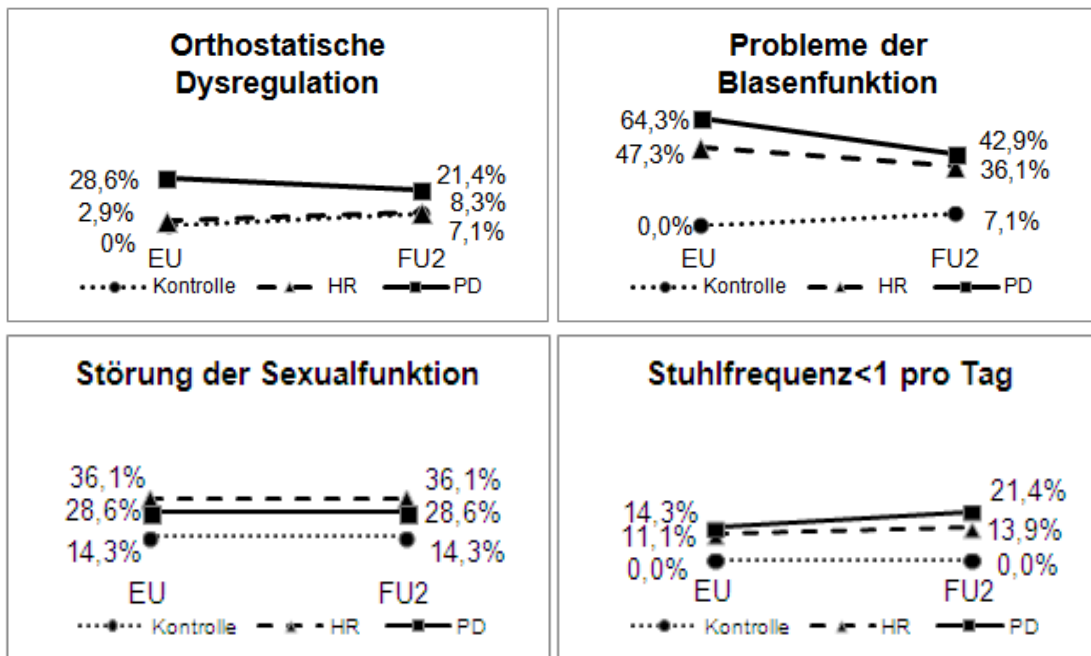 Orthostatische
Dysregulation
28,6%
2,9%
0%
21,4%
8,3%
7,1%
EU
FU2
Kontrolle
HR
PD
Probleme der
Blasenfunktion
64,3%
47,3%
0,0%
42,9%
36,1%
7,1%
EU
FU2
Kontrolle
HR
PD
Störung der Sexualfunktion
36,1%
28,6%
14,3%
36,1%
28,6%
14,3%
EU
FU2
Kontrolle
HR
PD
Stuhlfrequenz<1 pro Tag
14,3%
11,1%
0,0%
21,4%
13,9%
0,0%
EU
FU2
Kontrolle
HR
PD